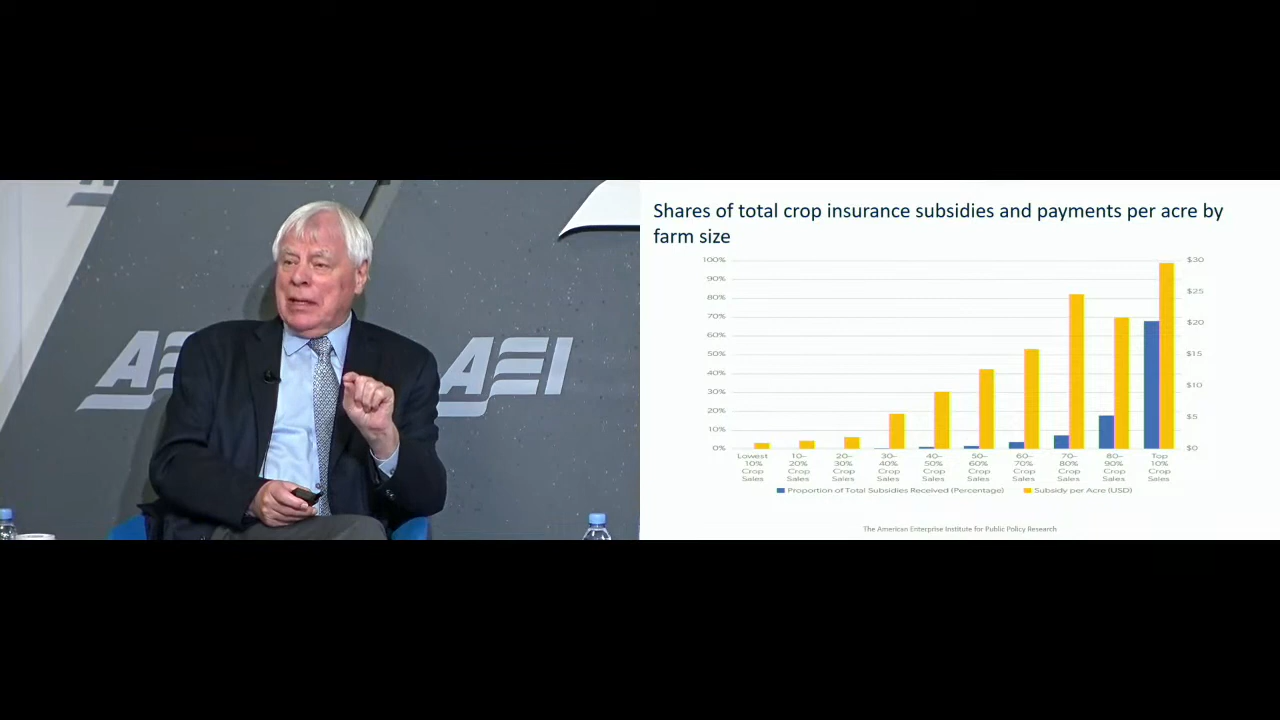 AEI
AEI
Shares of total crop insurance subsidies and payments per acre by
farm size
100%
90%
80%
70%
60%
50%
40%
30%
20%
10%
0%
$30
$25
$20
$15
$10
$5
$0
Lowest
10%
Crop
Sales
10–
20%
Crop
Sales
20–
30%
Crop
Sales
30–
40%
Crop
Sales
40–
50%
Crop
Sales
50–
60%
Crop
Sales
60–
70%
Crop
Sales
70–
80%
Crop
Sales
80–
90%
Crop
Sales
Top
10%
Crop
Sales
Proportion of Total Subsidies Received (Percentage)
Subsidy per Acre (USD)
The American Enterprise Institute for Public Policy Research